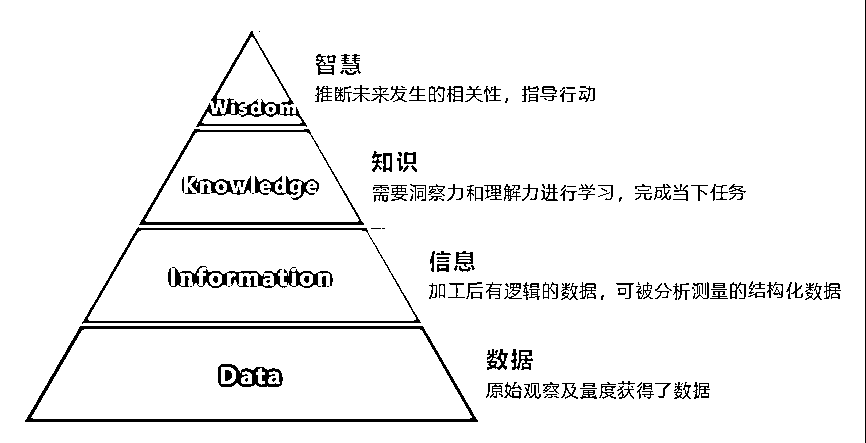 智慧
推断未来发生的相关性，指导行动
Wisdom
知识
Knowledge
需要洞察力和理解力进行学习，完成当下任务
信息
Information
加工后有逻辑的数据，可被分析测量的结构化数据
数据
Data
原始观察及量度获得了数据